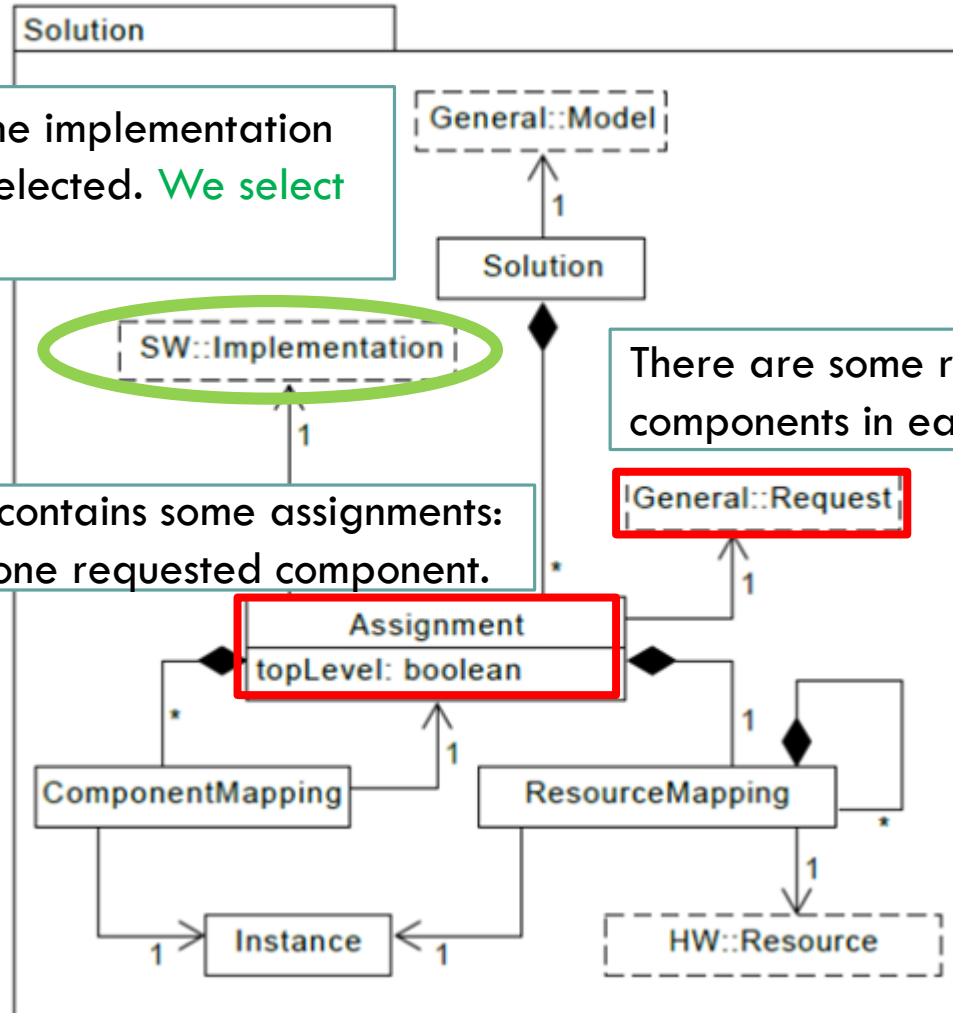 Solution
ne implementation
elected. We select
General::Model
1
Solution
SW::Implementation
1
There are some r
components in ea
General::Request
contains some assignments:
one requested component.
*
1
Assignment
topLevel: boolean
*
1
1
ComponentMapping
ResourceMapping
*
1
1
Instance
1
HW::Resource